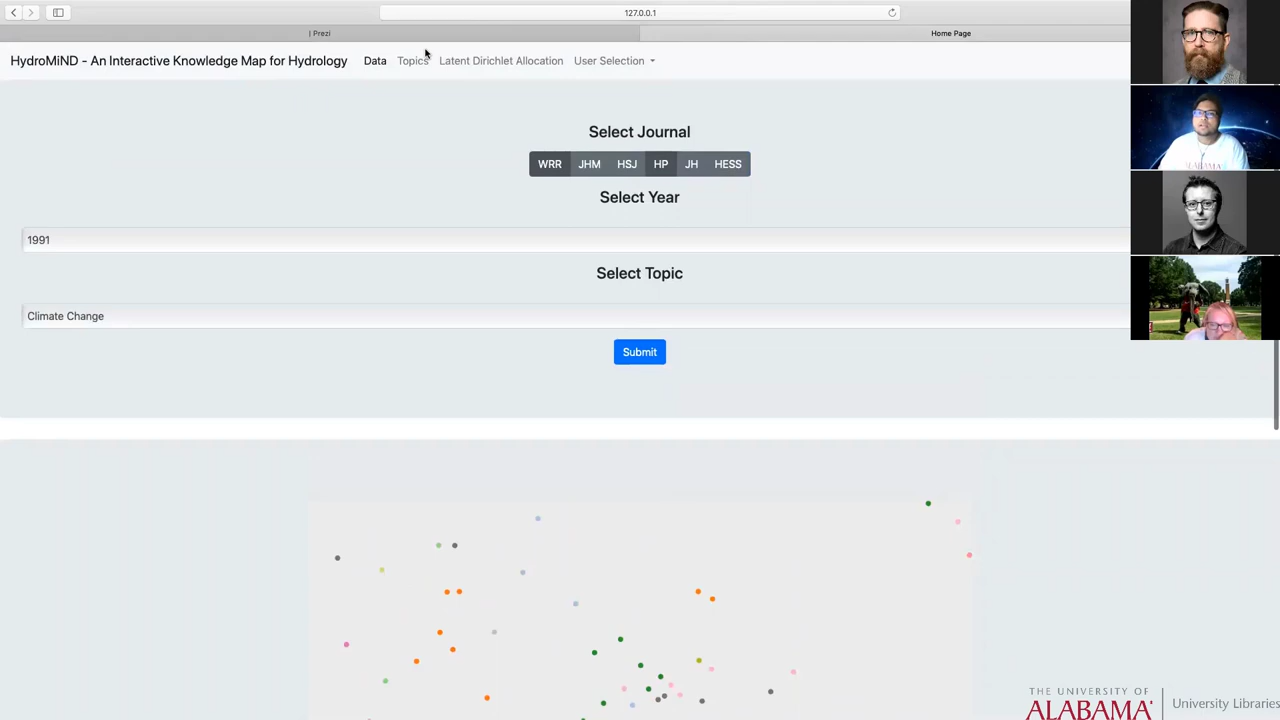 127.0.0.1
| Prezi
Home Page
HydroMiND - An Interactive Knowledge Map for Hydrology
Data
Topics
Latent Dirichlet Allocation
User Selection
Select Journal
WRR JHM HSJ HP JH HESS
Select Year
1991
Select Topic
Climate Change
Submit
ALABAMA
THE UNIVERSITY OF
ALABAMA
University Libraries